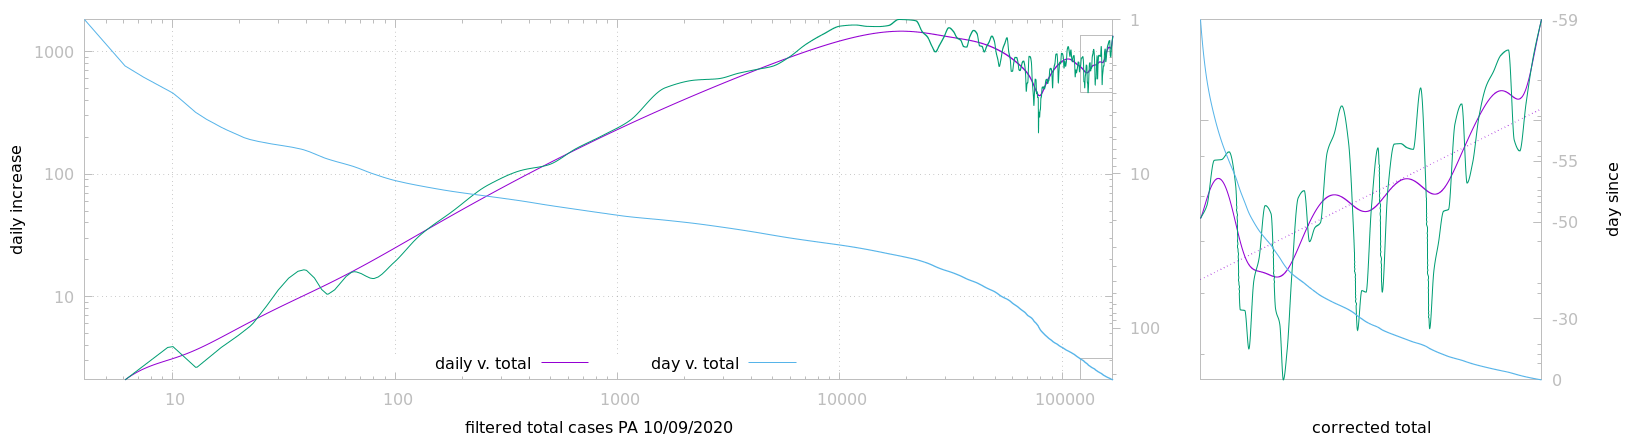 daily increase
1000
100
10
10
100
1000
10000
100000
1
10
100
daily v. total
day v. total
filtered total cases PA 10/09/2020
-59
-55
-50
-30
0
day since
corrected total